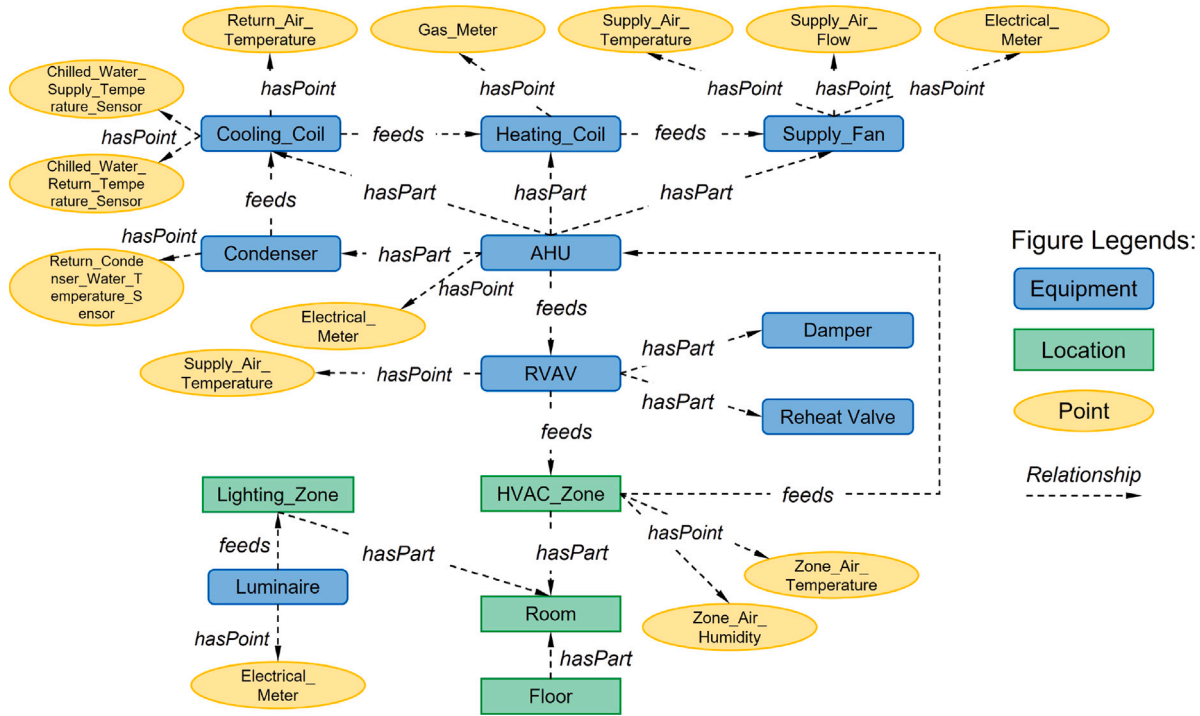 Return_Air_
Temperature
Gas_Meter
Supply_Air_
Temperature
Supply_Air_
Flow
Electrical_
Meter
Chilled_Water_
Supply_Tempe
rature_Sensor
hasPoint
hasPoint
hasPoint
hasPoint
hasPoint
hasPoint
Cooling_Coil
feeds
Heating_Coil
feeds
Supply_Fan
Chilled_Water_
Return_Tempe
rature_Sensor
feeds
hasPart
hasPart
hasPart
hasPoint
Condenser
hasPart
AHU
Return_Conde
nser_Water_T
emperature_S
ensor
hasPoint
Electrical_
Meter
feeds
Figure Legends:
Equipment
Damper
hasPart
Location
Supply_Air_
Temperature
hasPoint
RVAV
hasPart
Reheat Valve
Point
feeds
Lighting_Zone
HVAC_Zone
feeds
Relationship
feeds
hasPart
hasPart
hasPoint
Zone_Air_
Temperature
Luminaire
Room
Zone_Air_
Humidity
hasPoint
hasPart
Electrical_
Meter
Floor